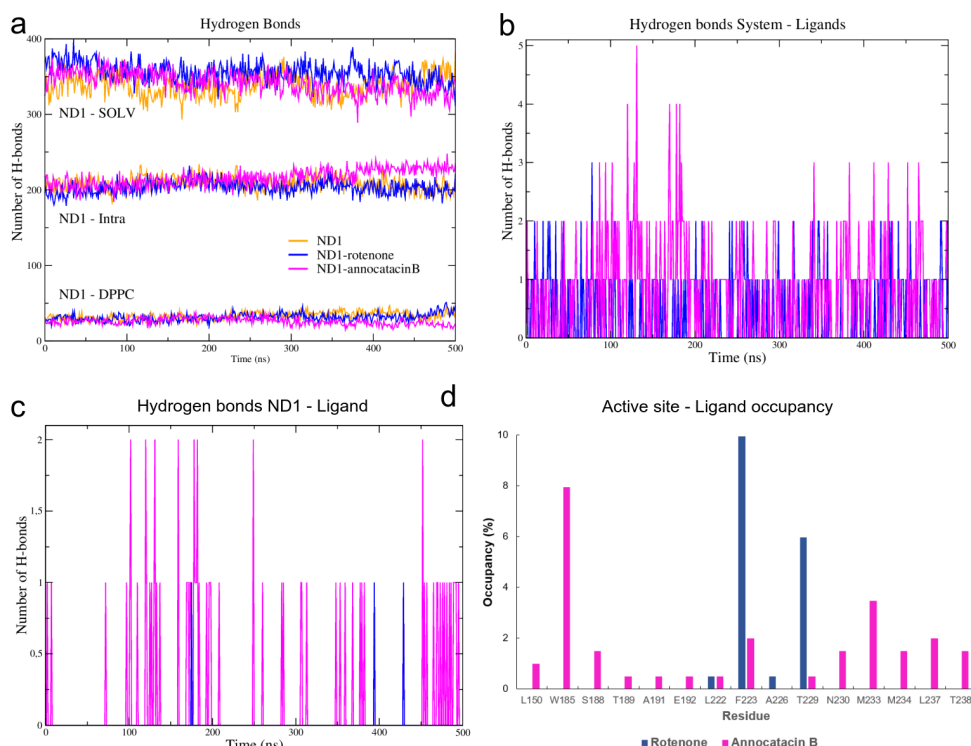 a
Hydrogen Bonds
400
300
200
100
0
Number of H-bonds
ND1 - SOLV
ND1 - Intra
ND1
ND1-rotenone
ND1-annocatacinB
ND1 - DPPC
0 100 200 300 400 500
Time (ns)
b
Hydrogen bonds System - Ligands
5
4
3
2
1
0
Number of H-bonds
0 100 200 300 400 500
Time (ns)
c
Hydrogen bonds ND1 - Ligand
2
1,5
1
0,5
0
Number of H-bonds
0 100 200 300 400 500
Time (ns)
d
Active site - Ligand occupancy
10
8
6
4
2
0
Occupancy (%)
L150 W185 S188 T189 A191 E192 L222 F223 A226 T229 N230 M233 M234 L237 T238
Residue
Rotenone Annocatacin B